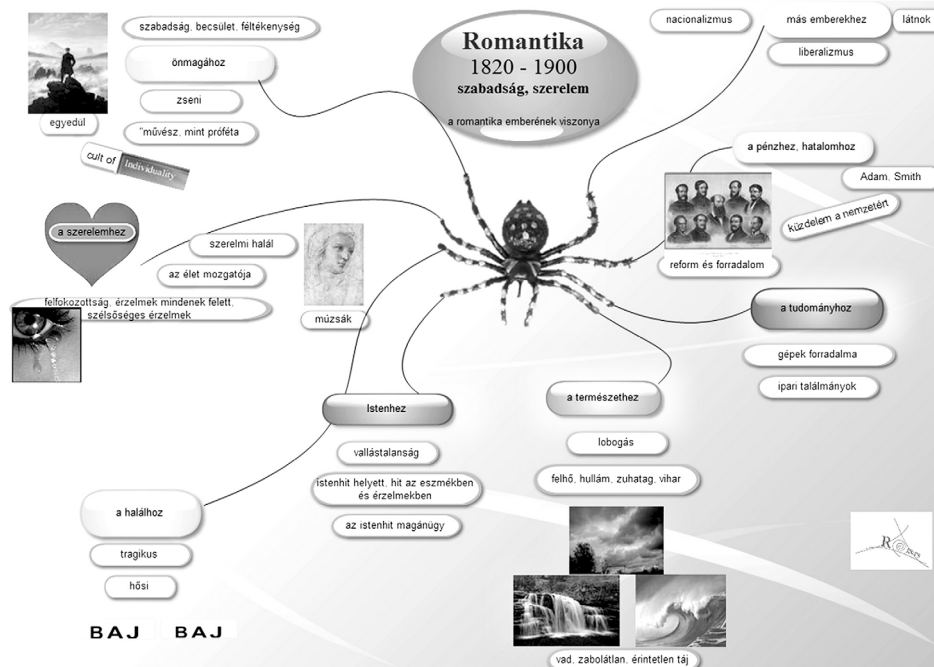 Romantika
1820 - 1900
szabadság, szerelem
a romantika emberének viszonya
szabadság, becsület, féltékenység
önmagához
zseni
"művész, mint próféta
egyedül
cult of Individuality
a szerelemhez
szerelmi halál
az élet mozgatója
felfokozottság, érzelmek mindenek felett,
szélsőséges érzelmek
múzsák
Istenhez
vallástalanság
istenhit helyett, hit az eszmékben
és érzelmekben
az istenhit magánügy
a halálhoz
tragikus
hősi
BAJ BAJ
nacionalizmus
más emberekhez
látnok
liberalizmus
a pénzhez, hatalomhoz
Adam, Smith
küzdelem a nemzetért
reform és forradalom
a tudományhoz
gépek forradalma
ipari találmányok
a természethez
lobogás
felhő, hullám, zuhatag, vihar
vad, zabolátlan, érintetlen táj